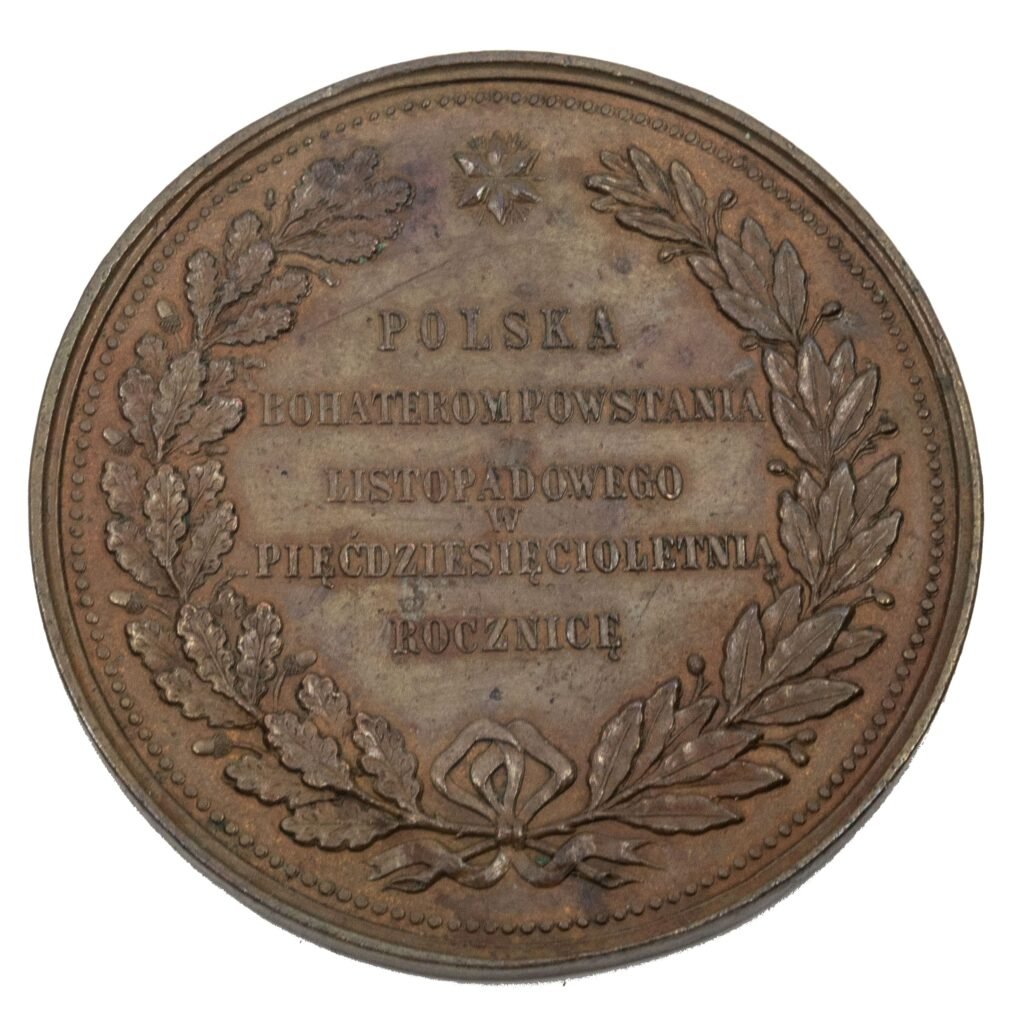 POLSKA
BOHATEROM POWSTANIA
LISTOPADOWEGO
W
PIĘĆDZIESIĘCIOLETNIĄ
ROCZNICĘ